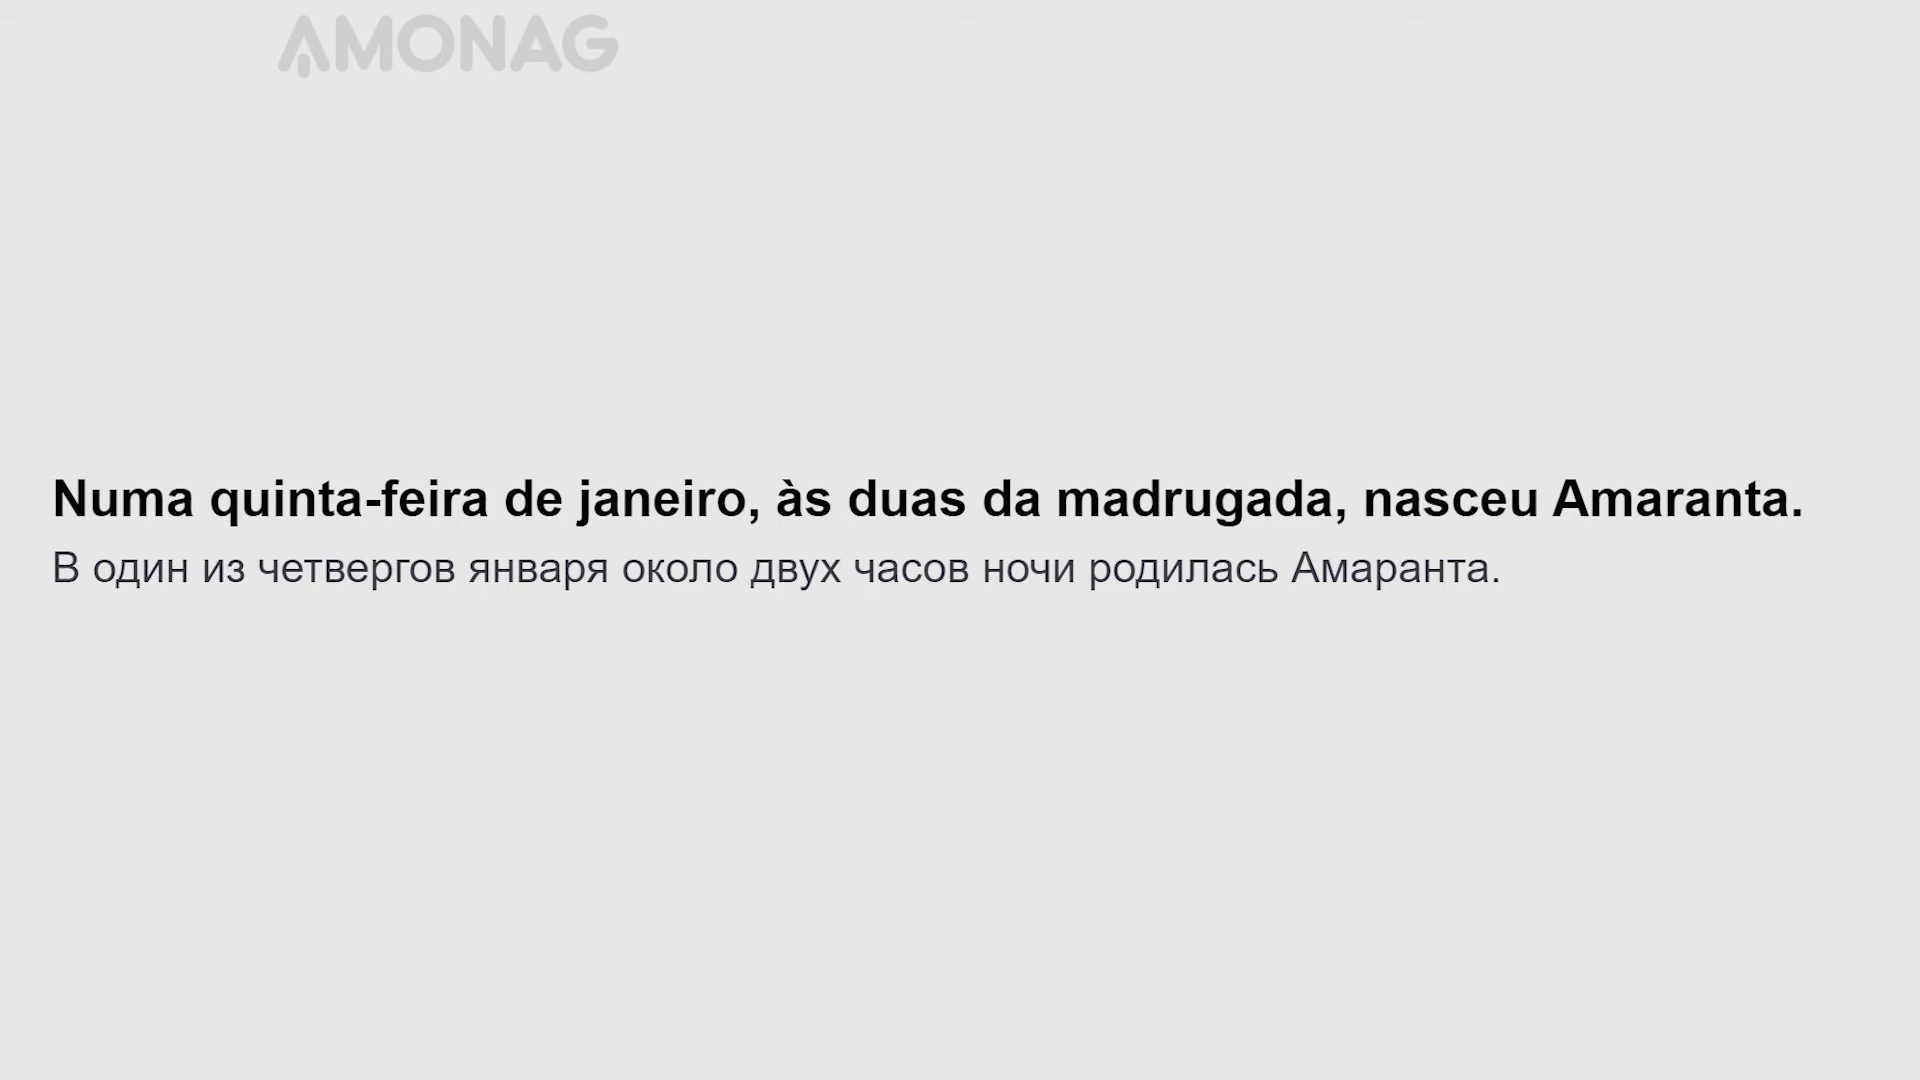 AMONAG
Numa quinta-feira de janeiro, às duas da madrugada, nasceu Amaranta.
В один из четвергов января около двух часов ночи родилась Амаранта.